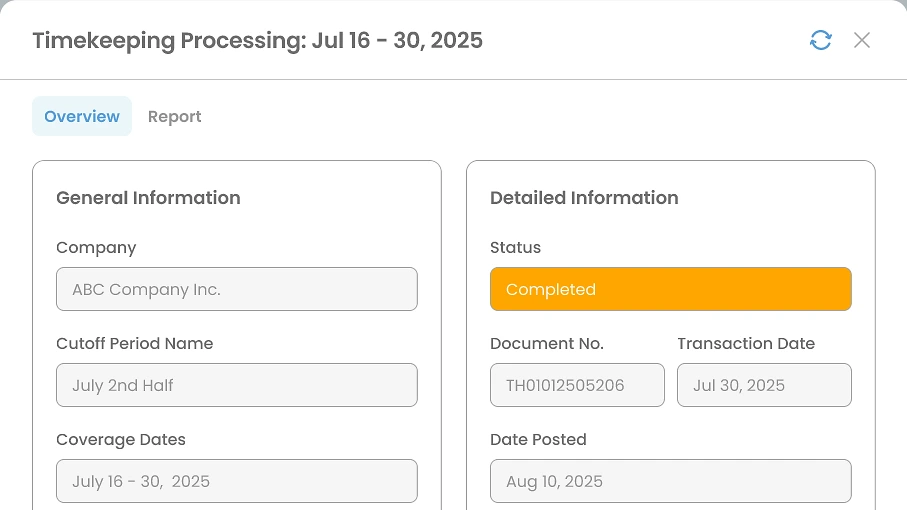 Timekeeping Processing: Jul 16 - 30, 2025
Overview Report
General Information
Company
ABC Company Inc.
Cutoff Period Name
July 2nd Half
Coverage Dates
July 16 - 30,  2025
Detailed Information
Status
Completed
Document No. Transaction Date
TH01012505206 Jul 30, 2025
Date Posted
Aug 10, 2025